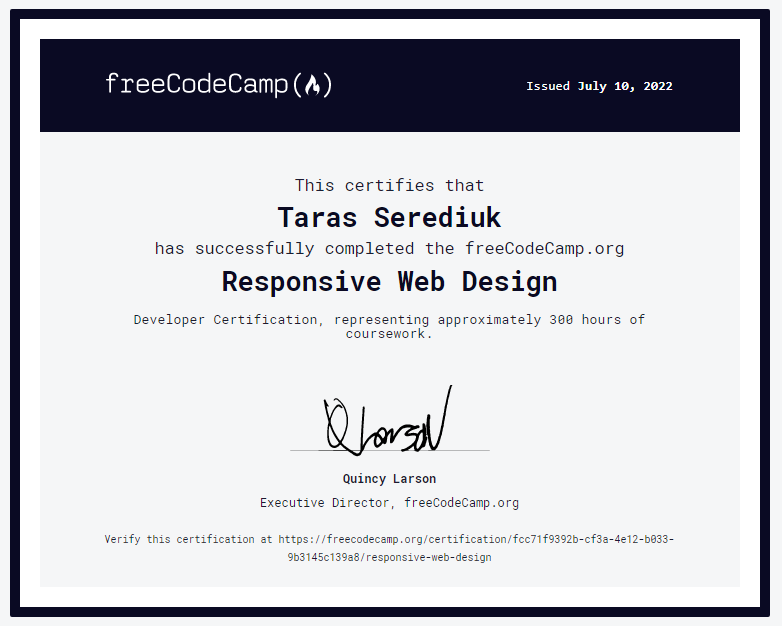 freeCodeCamp(🔥)
Issued July 10, 2022
This certifies that
Taras Serediuk
has successfully completed the freeCodeCamp.org
Responsive Web Design
Developer Certification, representing approximately 300 hours of
coursework.
Q Larson
Quincy Larson
Executive Director, freeCodeCamp.org
Verify this certification at https://freecodecamp.org/certification/fcc71f9392b-cf3a-4e12-b033-
9b3145c139a8/responsive-web-design